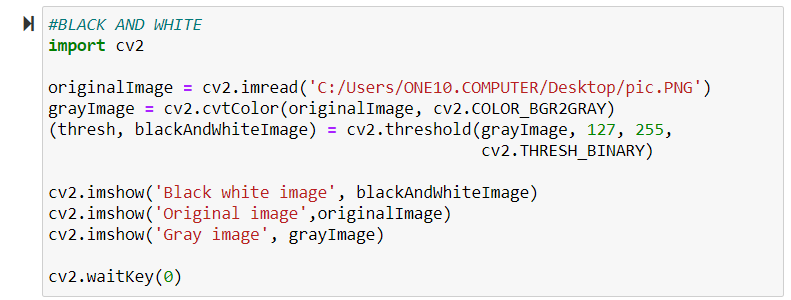 #BLACK AND WHITE
import cv2
originalImage = cv2.imread('C:/Users/ONE10.COMPUTER/Desktop/pic.PNG')
grayImage = cv2.cvtColor(originalImage, cv2.COLOR_BGR2GRAY)
(thresh, blackAndWhiteImage) = cv2.threshold(grayImage, 127, 255,
cv2.THRESH_BINARY)
cv2.imshow('Black white image', blackAndWhiteImage)
cv2.imshow('Original image',originalImage)
cv2.imshow('Gray image', grayImage)
cv2.waitKey(0)